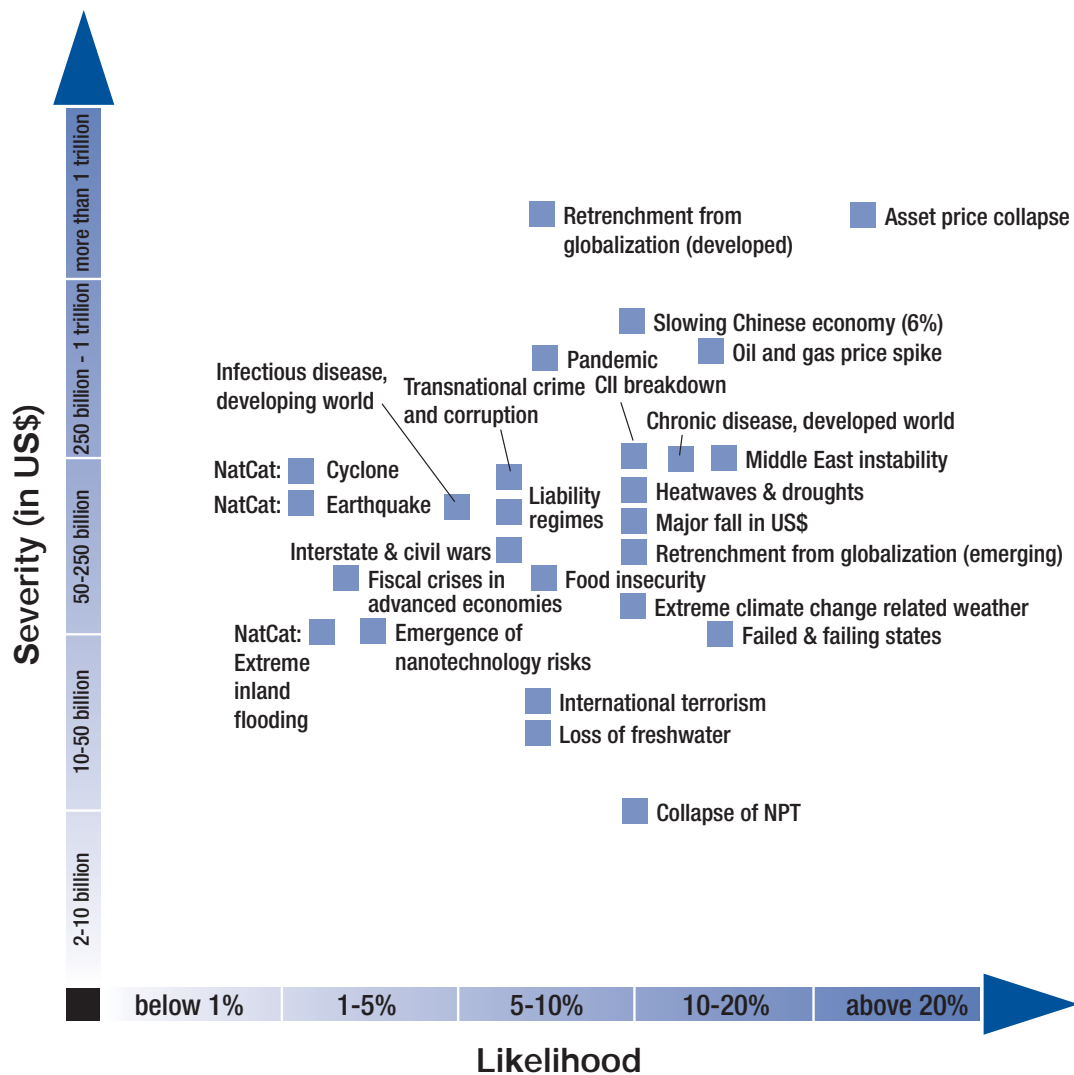 Severity (in US$)
more than 1 trillion
250 billion - 1 trillion
50-250 billion
10-50 billion
2-10 billion
Retrenchment from
globalization (developed)
Asset price collapse
Slowing Chinese economy (6%)
Oil and gas price spike
Pandemic
Infectious disease,
developing world
Transnational crime
and corruption
CII breakdown
Chronic disease, developed world
Middle East instability
NatCat: Cyclone
NatCat: Earthquake
Liability
regimes
Heatwaves & droughts
Major fall in US$
Interstate & civil wars
Retrenchment from globalization (emerging)
Fiscal crises in
advanced economies
Food insecurity
Extreme climate change related weather
NatCat:
Extreme
inland
flooding
Emergence of
nanotechnology risks
Failed & failing states
International terrorism
Loss of freshwater
Collapse of NPT
below 1%
1-5%
5-10%
10-20%
above 20%
Likelihood